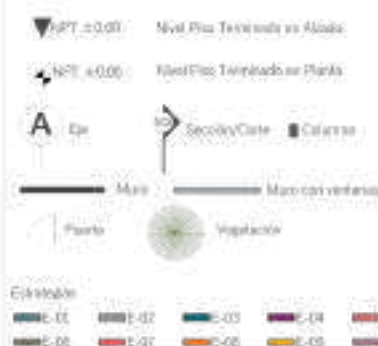 NPT. ±0.00 Nivel Piso Terminado en Alzado
NPT. ±0.00 Nivel Piso Terminado en Planta
A Eje Sección/Corte Columna
Muro Muro con ventanas
Puerta Vegetación
Estrategias
E-01 E-02 E-03 E-04
E-06 E-07 E-08 E-09